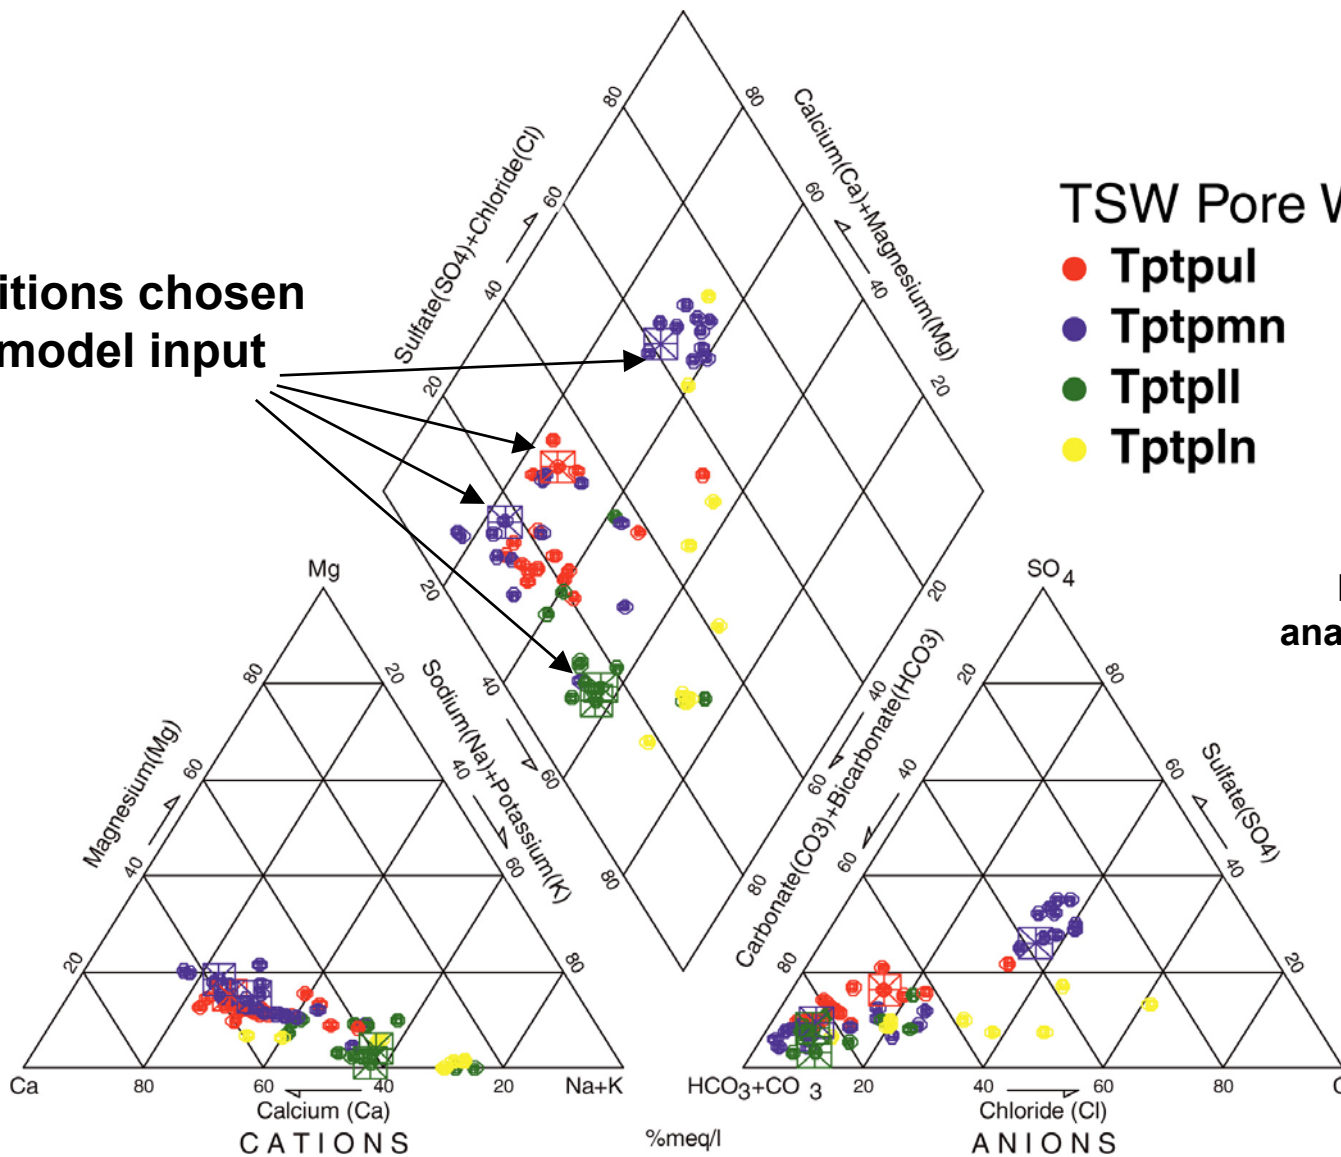 80
80
Sulfate(SO4)+Chloride(Cl)
Calcium(Ca)+Magnesium(Mg)
60
60
40
40
20
20
itions chosen
model input
TSW Pore W
Tptpul
Tptpmn
Tptpll
Tptpln
20
20
40
40
60
60
80
80
Sodium(Na)+Potassium(K)
Carbonate(CO3)+Bicarbonate(HCO3)
ana
Mg
80
20
60
40
40
60
20
80
Magnesium(Mg)
Ca
80
60
40
20
Na+K
Calcium (Ca)
CATIONS
%meq/l
SO4
20
80
40
60
60
40
80
20
Sulfate(SO4)
HCO3+CO3
20
40
60
80
Chloride (Cl)
ANIONS